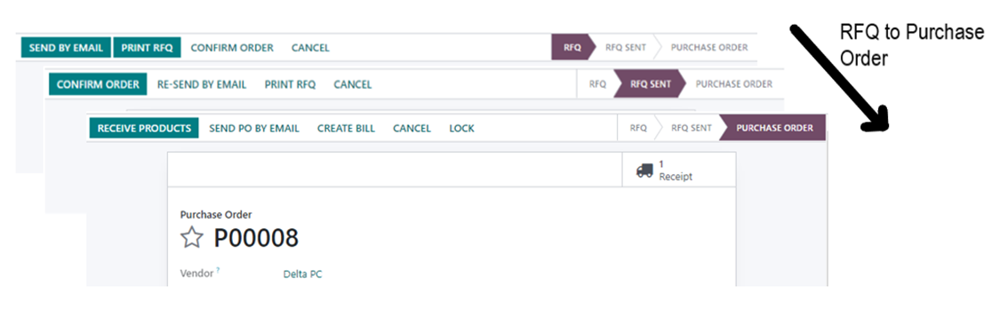 RFQ to Purchase
Order
SEND BY EMAIL PRINT RFQ CONFIRM ORDER CANCEL RFQ RFQ SENT PURCHASE ORDER
CONFIRM ORDER RE-SEND BY EMAIL PRINT RFQ CANCEL RFQ RFQ SENT PURCHASE ORDER
RECEIVE PRODUCTS SEND PO BY EMAIL CREATE BILL CANCEL LOCK RFQ RFQ SENT PURCHASE ORDER
1
Receipt
Purchase Order
P00008
Vendor ? Delta PC